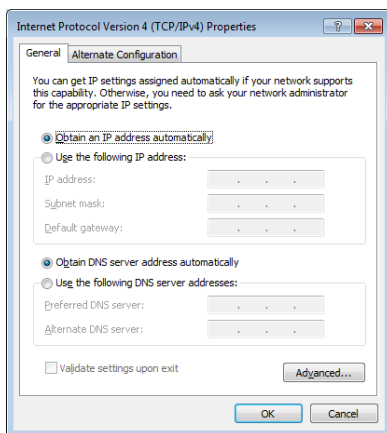 Internet Protocol Version 4 (TCP/IPv4) Properties
General
Alternate Configuration
You can get IP settings assigned automatically if your network supports
this capability. Otherwise, you need to ask your network administrator
for the appropriate IP settings.
Obtain an IP address automatically
Use the following IP address:
IP address:
Subnet mask:
Default gateway:
Obtain DNS server address automatically
Use the following DNS server addresses:
Preferred DNS server:
Alternate DNS server:
Validate settings upon exit
Advanced...
OK
Cancel